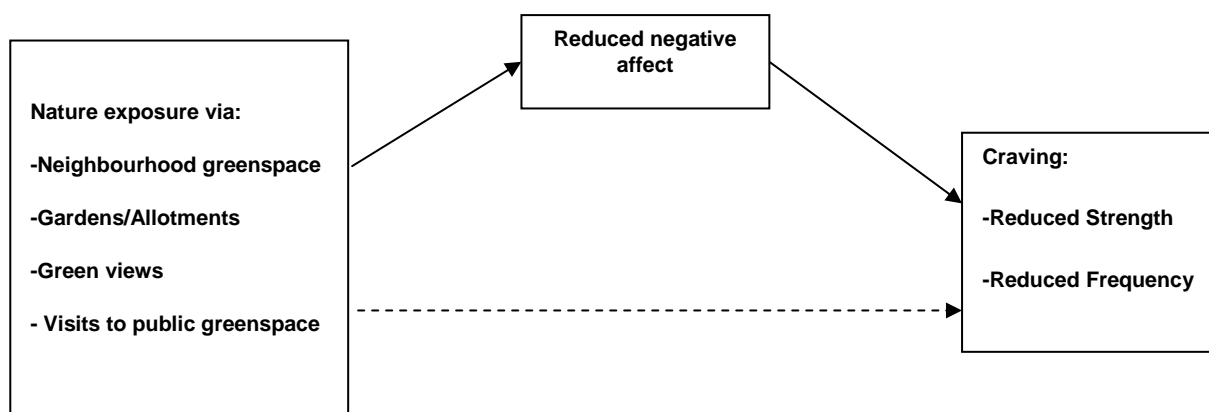 Reduced negative
affect
Nature exposure via:
-Neighbourhood greenspace
-Gardens/Allotments
-Green views
- Visits to public greenspace
Craving:
-Reduced Strength
-Reduced Frequency